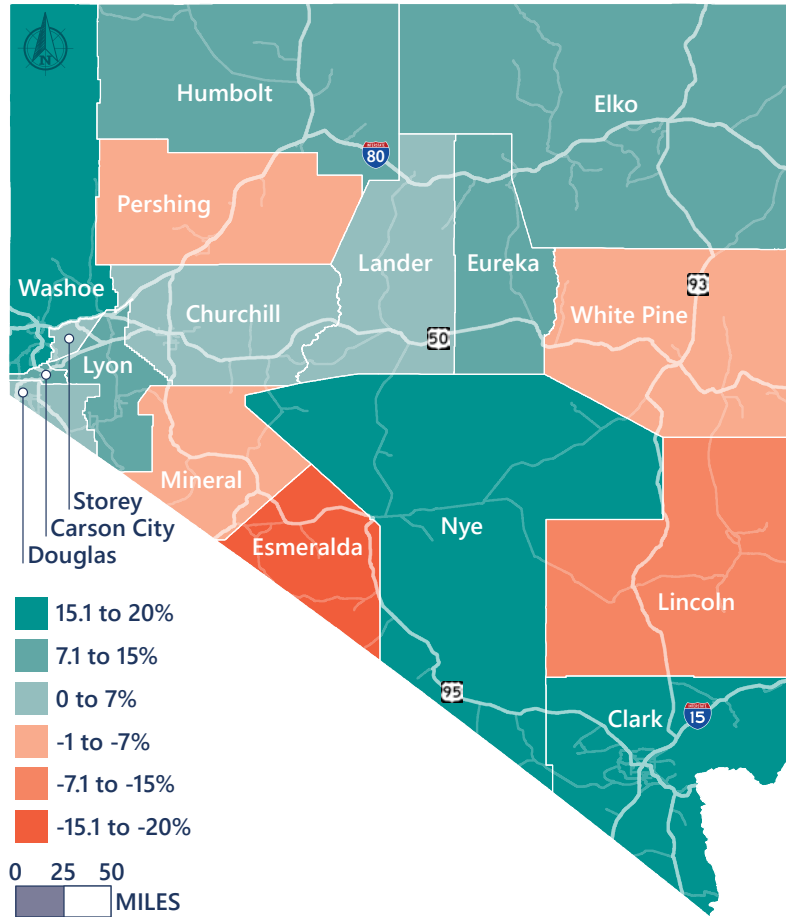 N
Humbolt
Elko
80
Pershing
Lander
Eureka
Washoe
Churchill
93
White Pine
50
Lyon
Mineral
Storey
Carson City
Douglas
Esmeralda
Nye
Lincoln
95
Clark
15
15.1 to 20%
7.1 to 15%
0 to 7%
-1 to -7%
-7.1 to -15%
-15.1 to -20%
0 25 50
MILES